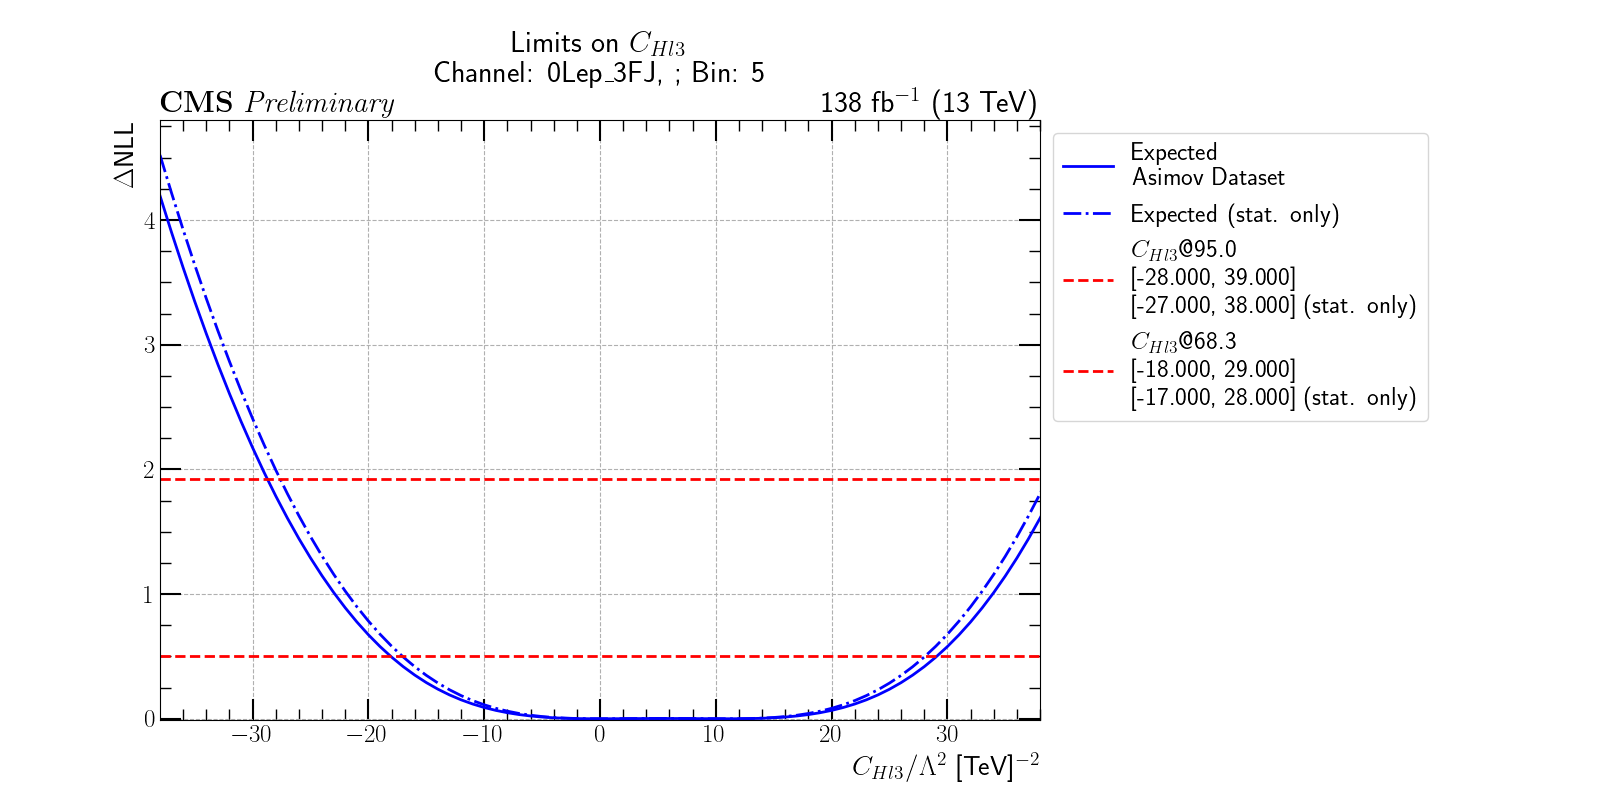 Limits on C_{Hl3}
Channel: 0Lep_3FJ, ; Bin: 5
CMS Preliminary
138 fb⁻¹ (13 TeV)
ΔNLL
4
3
2
1
0
−30 −20 −10 0 10 20 30
C_{Hl3}/Λ² [TeV]⁻²
Expected
Asimov Dataset
Expected (stat. only)
C_{Hl3}@95.0
[-28.000, 39.000]
[-27.000, 38.000] (stat. only)
C_{Hl3}@68.3
[-18.000, 29.000]
[-17.000, 28.000] (stat. only)